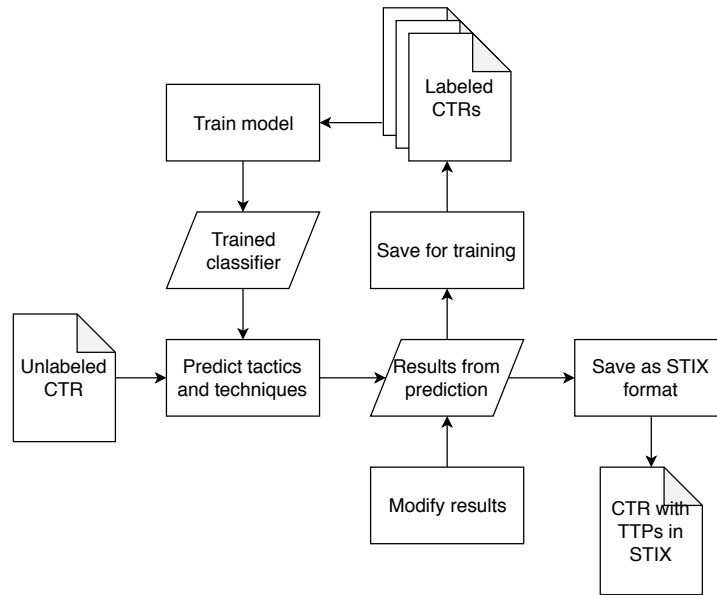 Labeled
CTRs
Train model
Trained
classifier
Save for training
Unlabeled
CTR
Predict tactics
and techniques
Results from
prediction
Save as STIX
format
Modify results
CTR with
TTPs in
STIX